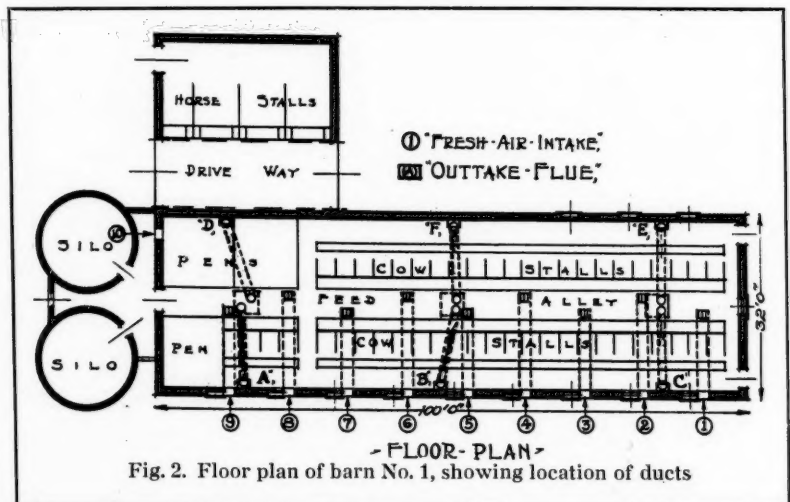 HORSE STALLS
① "FRESH-AIR-INTAKE,"
Ⓐ "OUTTAKE-FLUE,"
DRIVE WAY
SILO
⑩
"D,"
"F,"
"E,"
PENS
COW STALLS
FEED ALLEY
32'0"
PEN
COW STALLS
SILO
"A",
"B",
"C"
100'0"
⑨ ⑧ ⑦ ⑥ ⑤ ④ ③ ② ①
-FLOOR-PLAN-
Fig. 2. Floor plan of barn No. 1, showing location of ducts